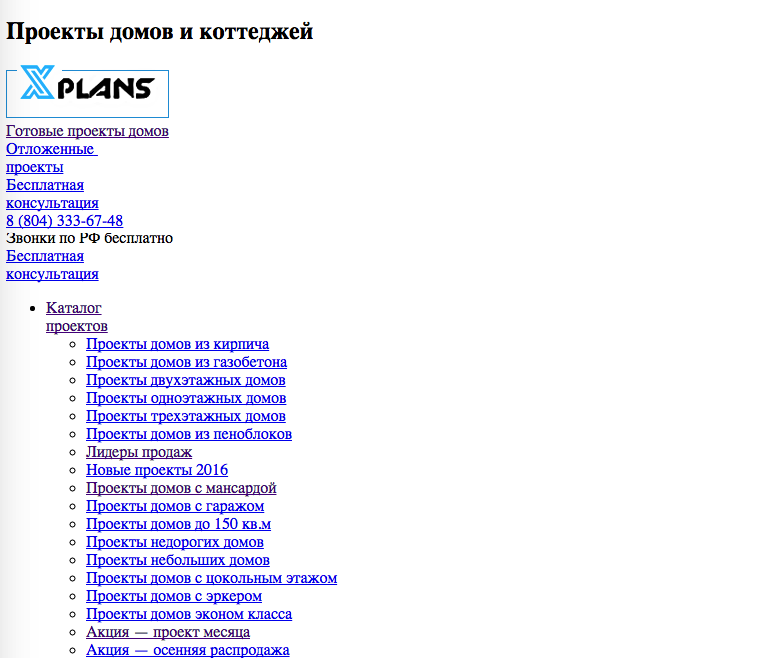 Проекты домов и коттеджей
XPLANS
Готовые проекты домов
Отложенные
проекты
Бесплатная
консультация
8 (804) 333-67-48
Звонки по РФ бесплатно
Бесплатная
консультация
Каталог
проектов
Проекты домов из кирпича
Проекты домов из газобетона
Проекты двухэтажных домов
Проекты одноэтажных домов
Проекты трехэтажных домов
Проекты домов из пеноблоков
Лидеры продаж
Новые проекты 2016
Проекты домов с мансардой
Проекты домов с гаражом
Проекты домов до 150 кв.м
Проекты недорогих домов
Проекты небольших домов
Проекты домов с цокольным этажом
Проекты домов с эркером
Проекты домов эконом класса
Акция — проект месяца
Акция — осенняя распродажа